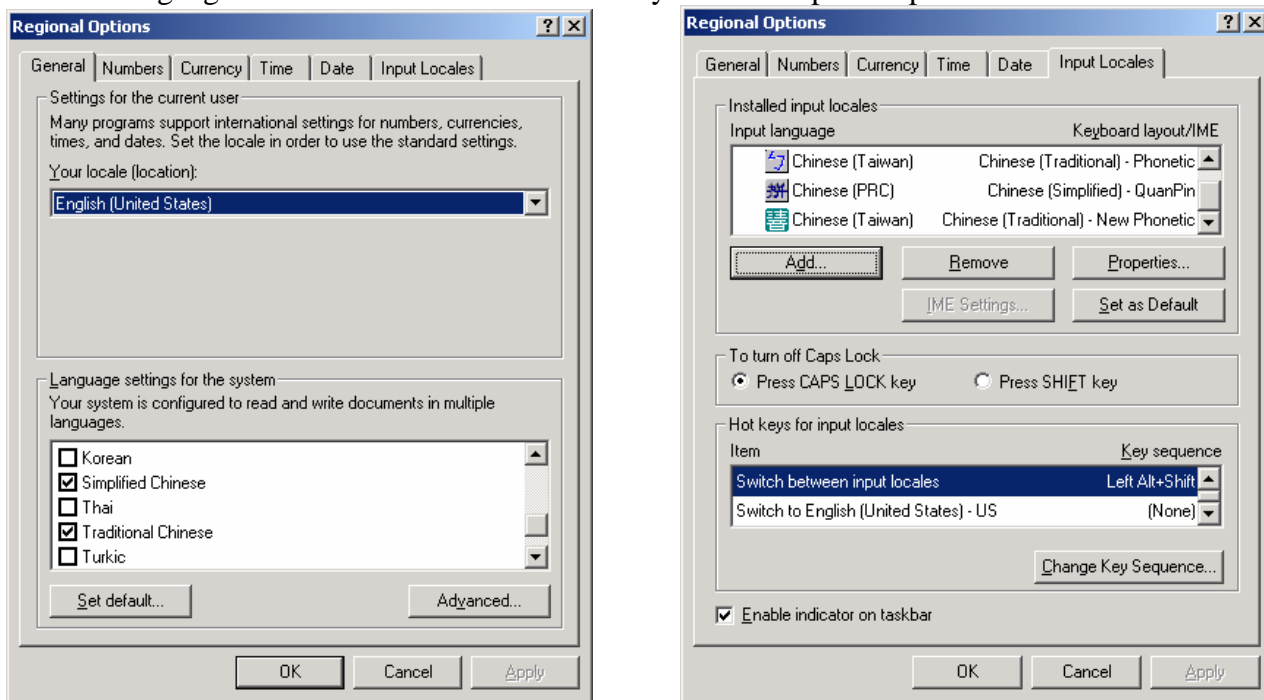 Regional Options
General Numbers Currency Time Date Input Locales
Settings for the current user
Many programs support international settings for numbers, currencies,
times, and dates. Set the locale in order to use the standard settings.
Your locale (location):
English (United States)
Language settings for the system
Your system is configured to read and write documents in multiple
languages.
Korean
Simplified Chinese
Thai
Traditional Chinese
Turkic
Set default... Advanced...
OK Cancel Apply
Regional Options
General Numbers Currency Time Date Input Locales
Installed input locales
Input language Keyboard layout/IME
Chinese (Taiwan) Chinese (Traditional) - Phonetic
拼 Chinese (PRC) Chinese (Simplified) - QuanPin
Chinese (Taiwan) Chinese (Traditional) - New Phonetic
Add... Remove Properties...
IME Settings... Set as Default
To turn off Caps Lock
Press CAPS LOCK key Press SHIFT key
Hot keys for input locales
Item Key sequence
Switch between input locales Left Alt+Shift
Switch to English (United States) - US (None)
Change Key Sequence...
Enable indicator on taskbar
OK Cancel Apply